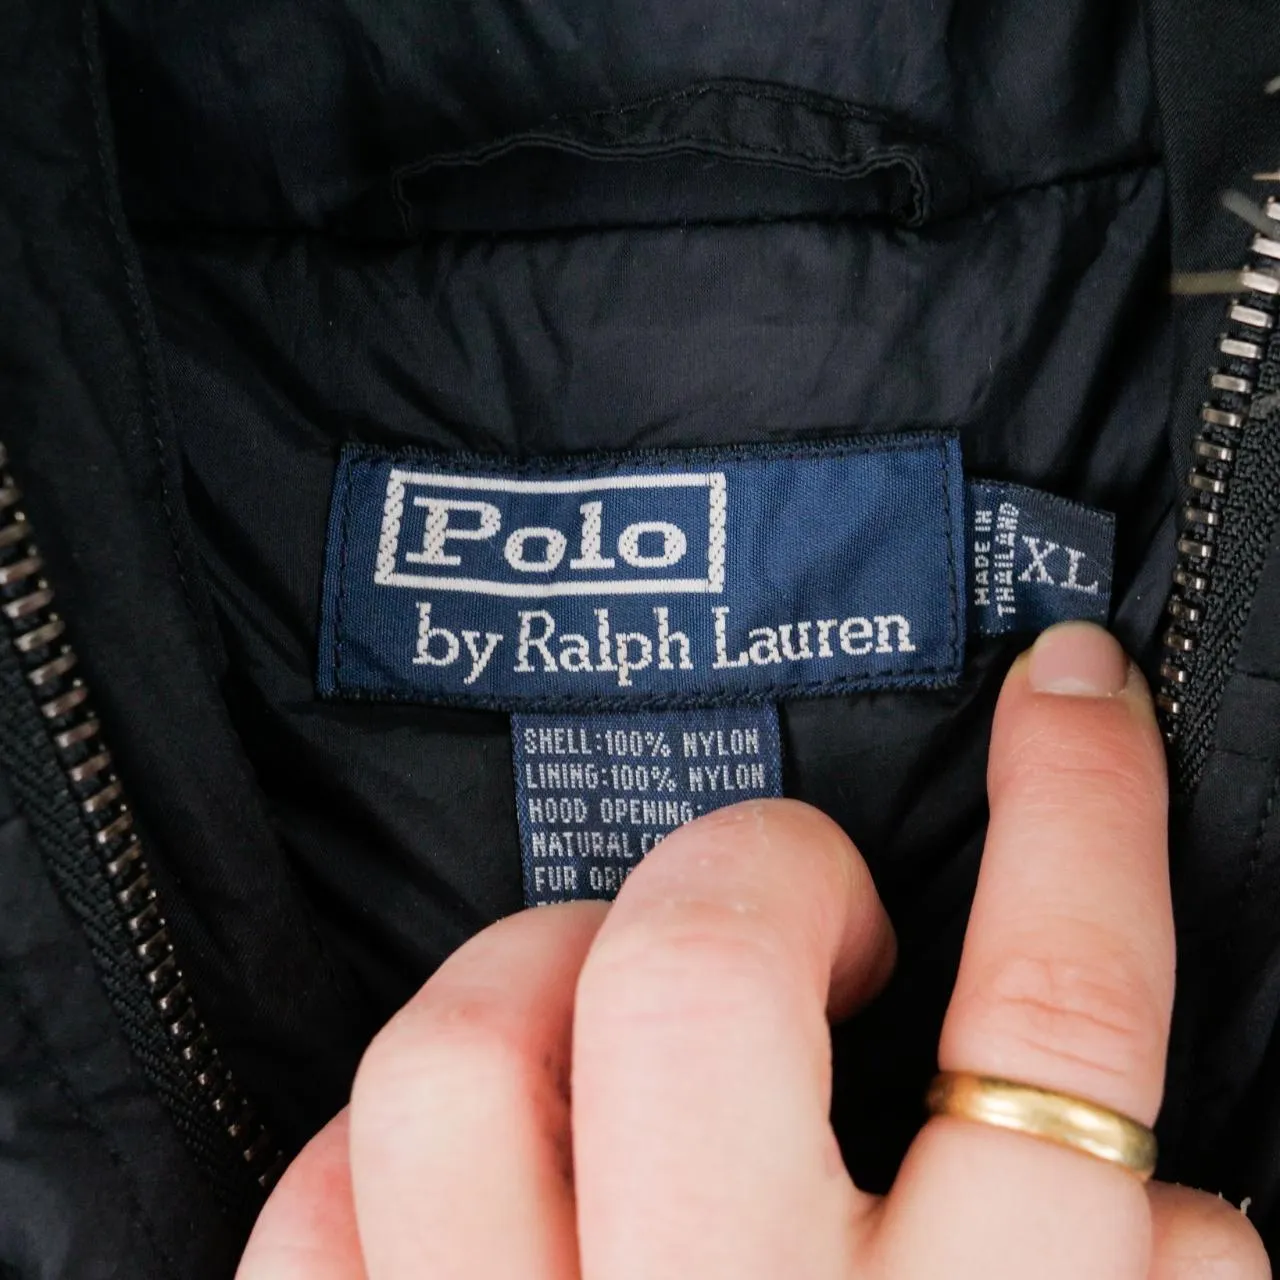 Polo
by Ralph Lauren
MADE IN
THAILAND
XL
SHELL:100% NYLON
LINING:100% NYLON
HOOD OPENING:
NATURAL
FUR